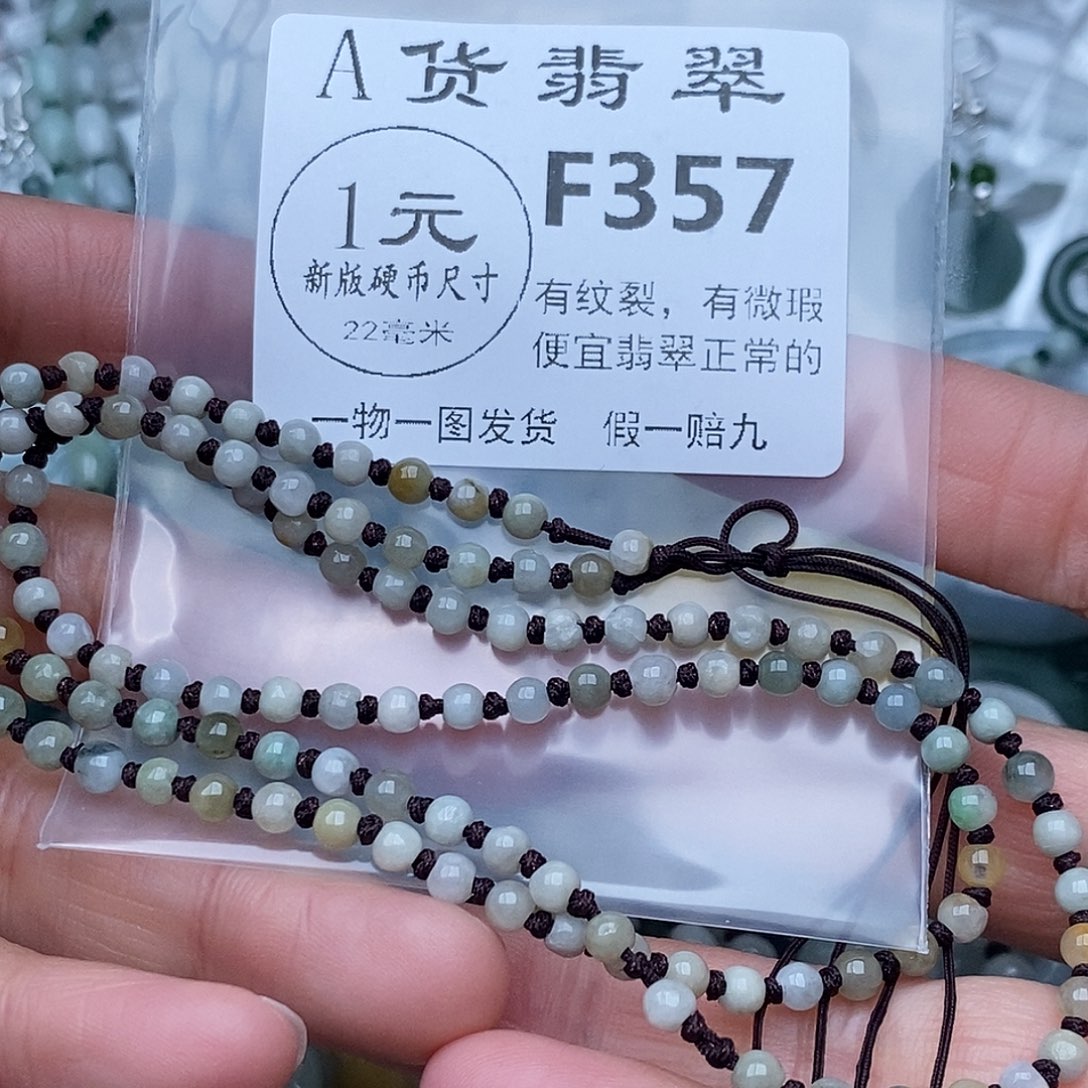 A货翡翠
1元
新版硬币尺寸
22毫米
F357
有纹裂，有微瑕
便宜翡翠正常的
一物一图发货 假一赔九